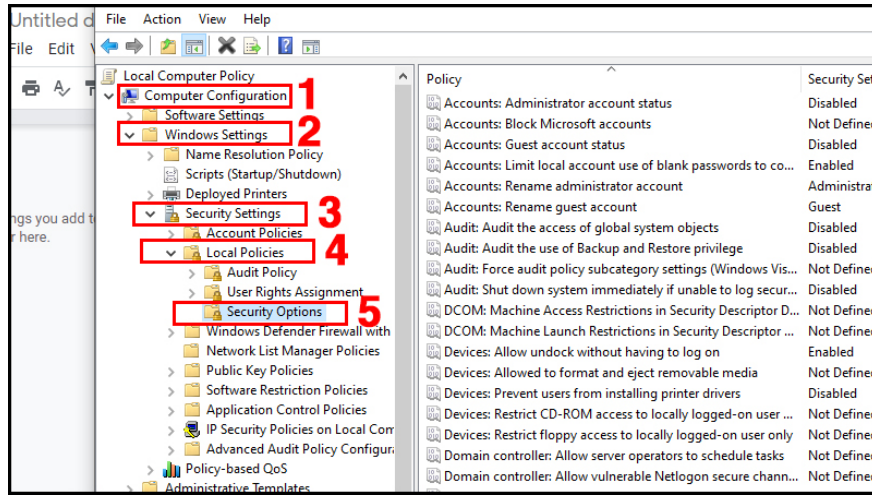 Untitled d
File Edit
ngs you add t
r here.
File Action View Help
Local Computer Policy
Computer Configuration 1
Software Settings
Windows Settings 2
Name Resolution Policy
Scripts (Startup/Shutdown)
Deployed Printers
Security Settings 3
Account Policies
Local Policies 4
Audit Policy
User Rights Assignment
Security Options 5
Windows Defender Firewall with
Network List Manager Policies
Public Key Policies
Software Restriction Policies
Application Control Policies
IP Security Policies on Local Com
Advanced Audit Policy Configura
Policy-based QoS
Administrative Templates
Policy Security Set
Accounts: Administrator account status Disabled
Accounts: Block Microsoft accounts Not Define
Accounts: Guest account status Disabled
Accounts: Limit local account use of blank passwords to co... Enabled
Accounts: Rename administrator account Administra
Accounts: Rename guest account Guest
Audit: Audit the access of global system objects Disabled
Audit: Audit the use of Backup and Restore privilege Disabled
Audit: Force audit policy subcategory settings (Windows Vis... Not Define
Audit: Shut down system immediately if unable to log secur... Disabled
DCOM: Machine Access Restrictions in Security Descriptor D... Not Define
DCOM: Machine Launch Restrictions in Security Descriptor ... Not Define
Devices: Allow undock without having to log on Enabled
Devices: Allowed to format and eject removable media Not Define
Devices: Prevent users from installing printer drivers Disabled
Devices: Restrict CD-ROM access to locally logged-on user ... Not Define
Devices: Restrict floppy access to locally logged-on user only Not Define
Domain controller: Allow server operators to schedule tasks Not Define
Domain controller: Allow vulnerable Netlogon secure chann... Not Define